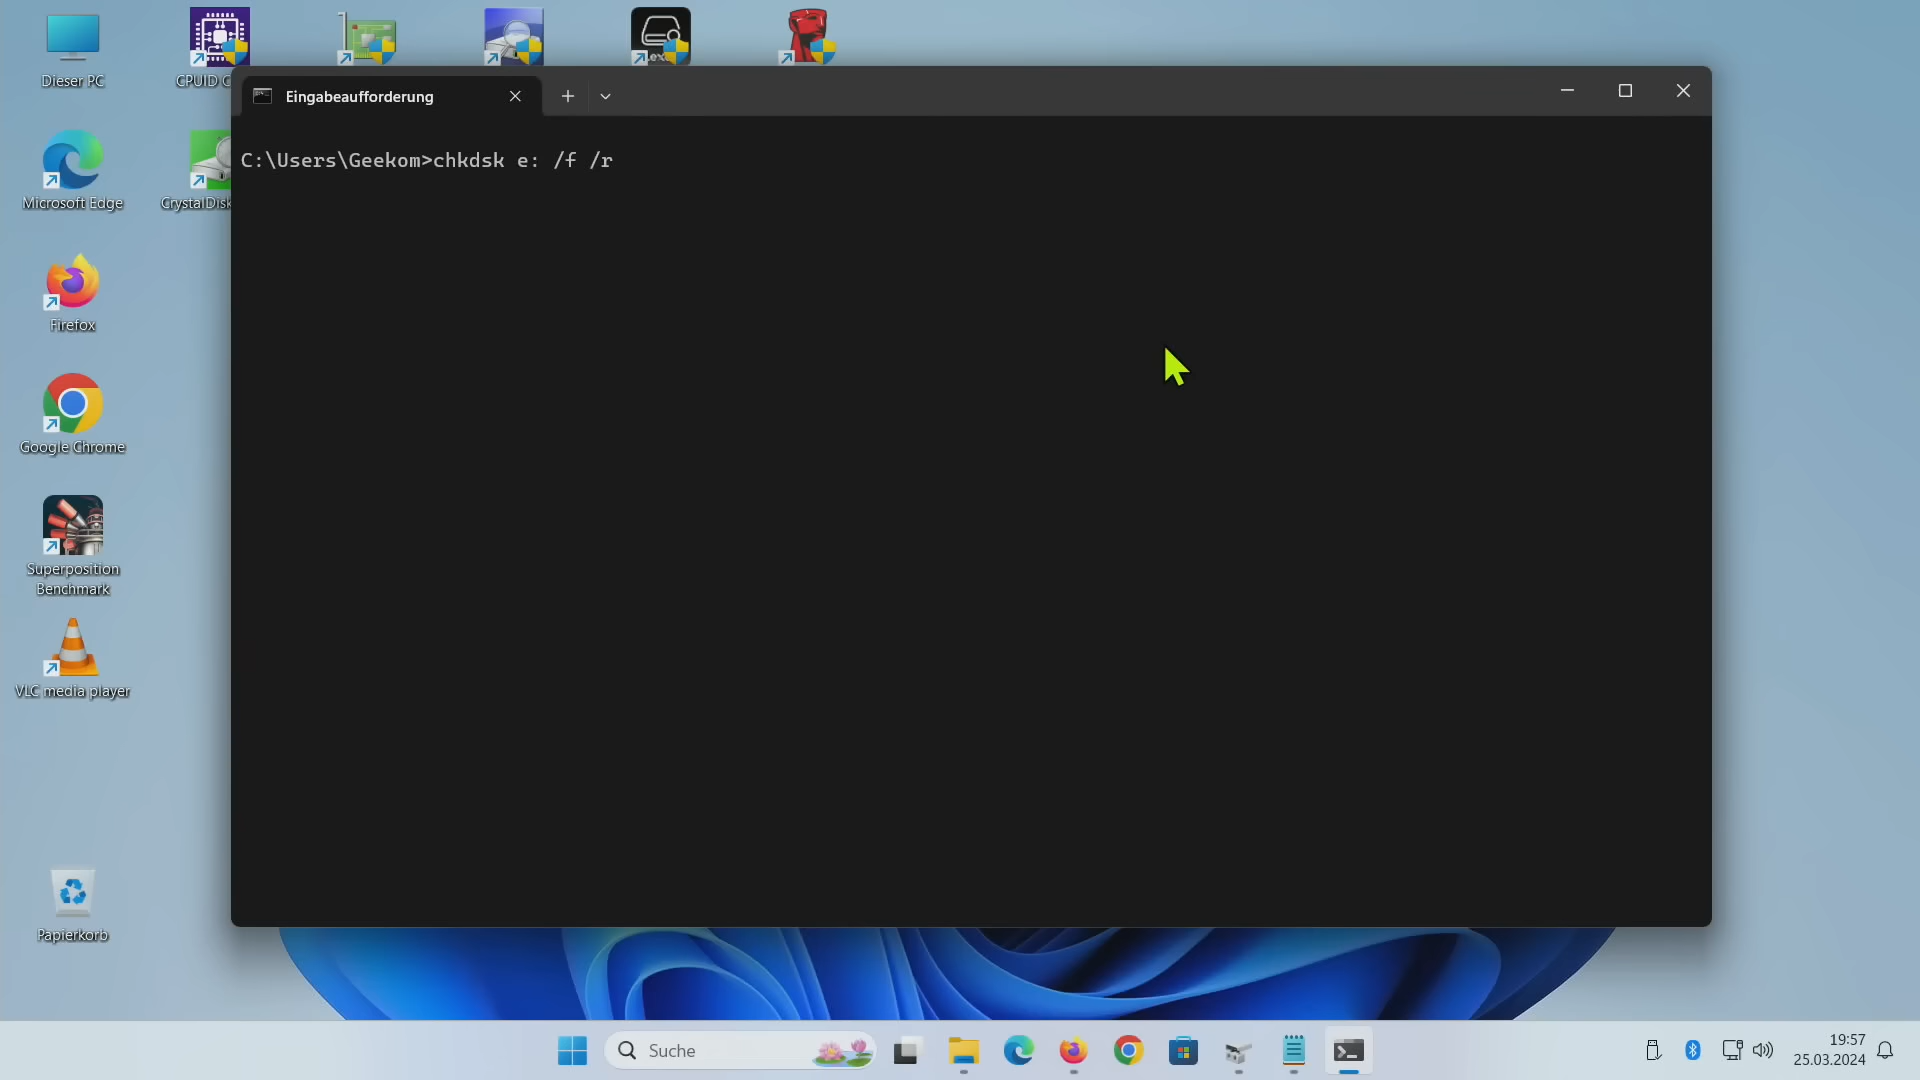 Dieser PC
CPUID C
.exe
Microsoft Edge
CrystalDisk
Firefox
Google Chrome
Superposition
Benchmark
VLC media player
Papierkorb
Eingabeaufforderung
C:\Users\Geekom>chkdsk e: /f /r
Suche
19:57
25.03.2024